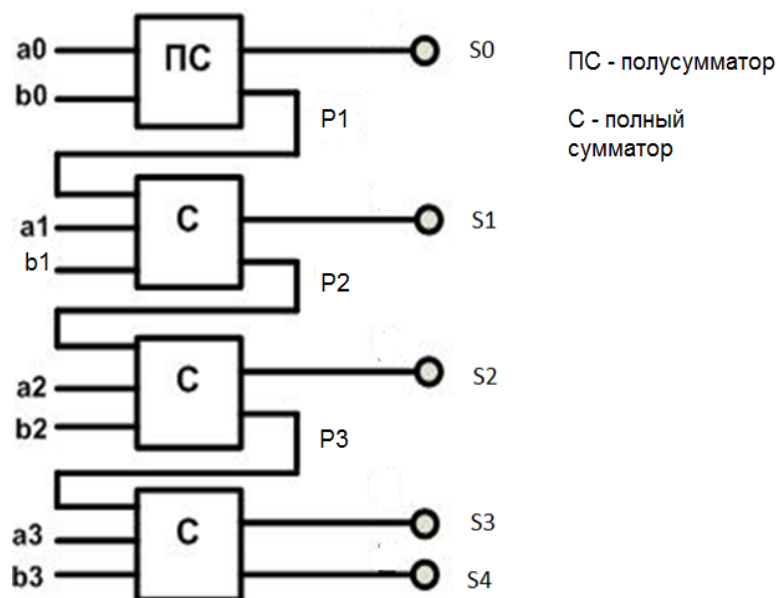 a0
b0
ПС
S0
P1
a1
b1
С
S1
P2
a2
b2
С
S2
P3
a3
b3
С
S3
S4
ПС - полусумматор
С - полный
сумматор